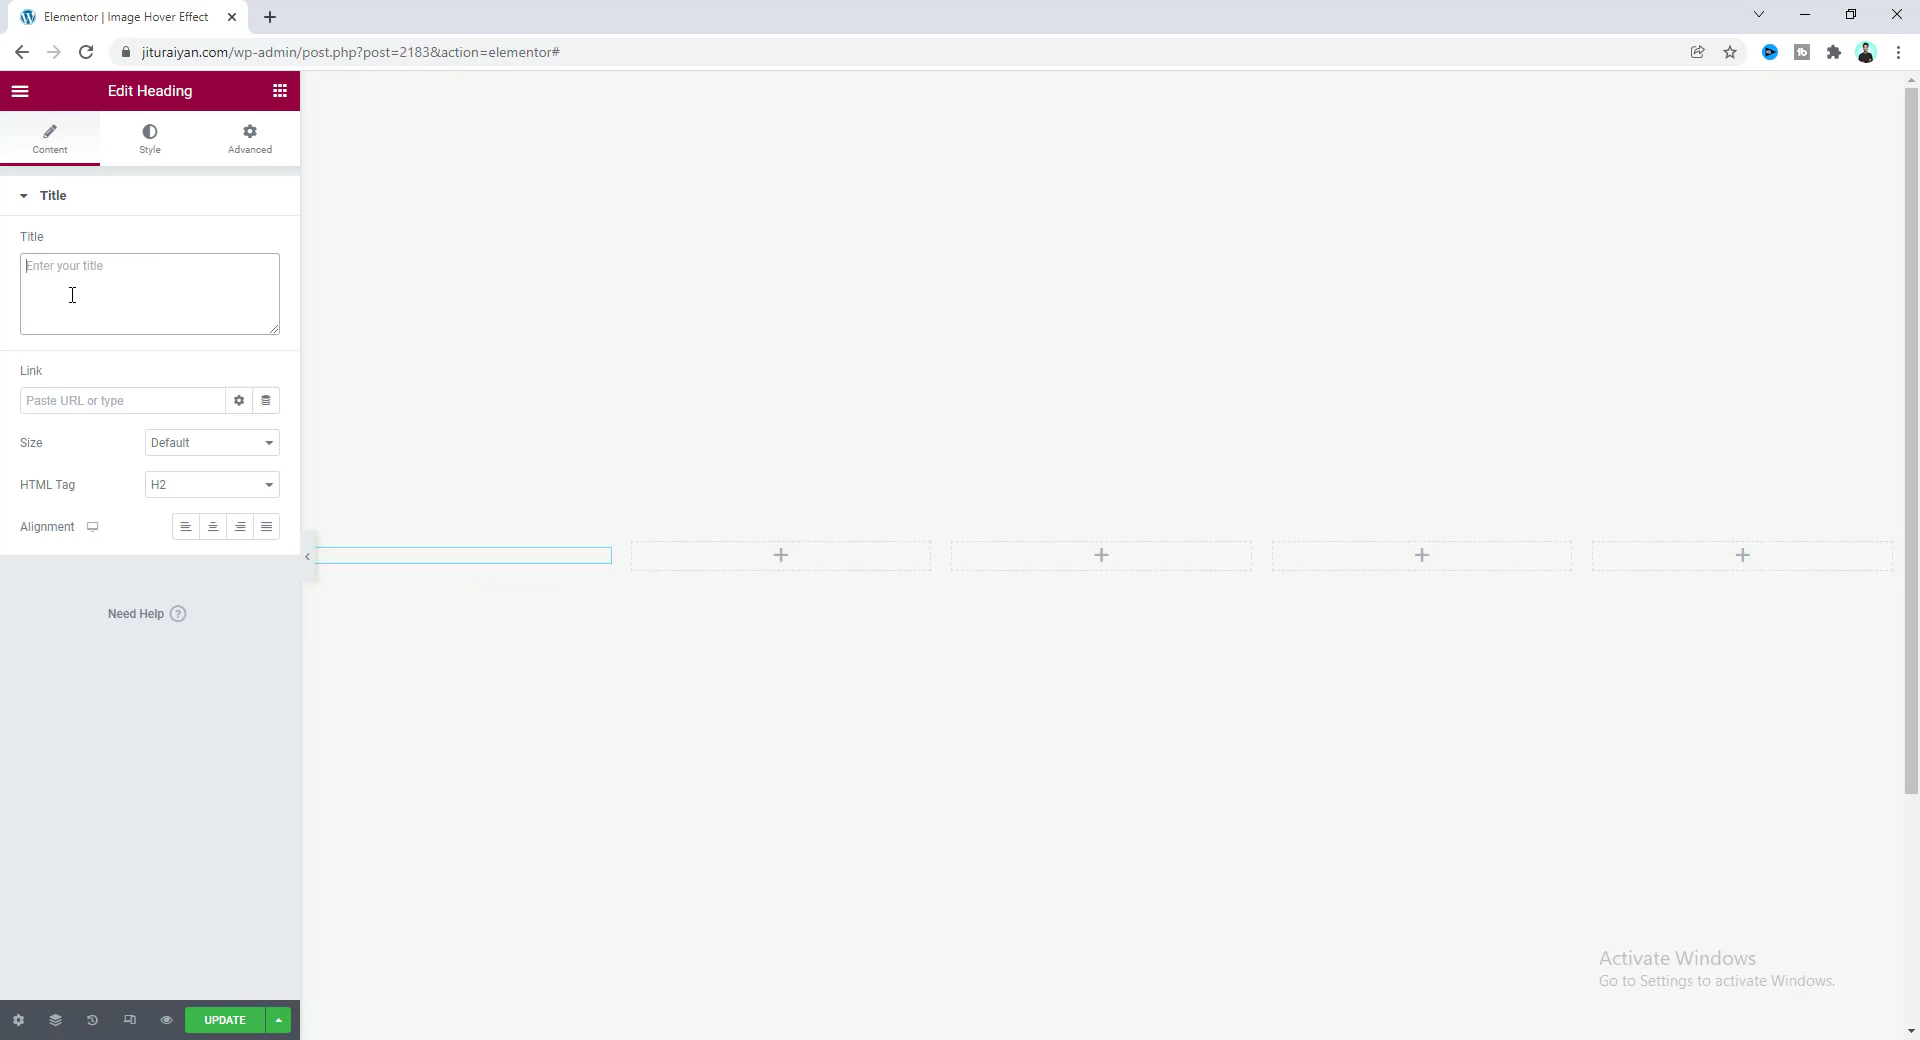 Elementor | Image Hover Effect
jituraiyan.com/wp-admin/post.php?post=2183&action=elementor#
Edit Heading
Content
Style
Advanced
Title
Title
Enter your title
Link
Paste URL or type
Size
Default
HTML Tag
H2
Alignment
Need Help ?
Activate Windows
Go to Settings to activate Windows.
UPDATE